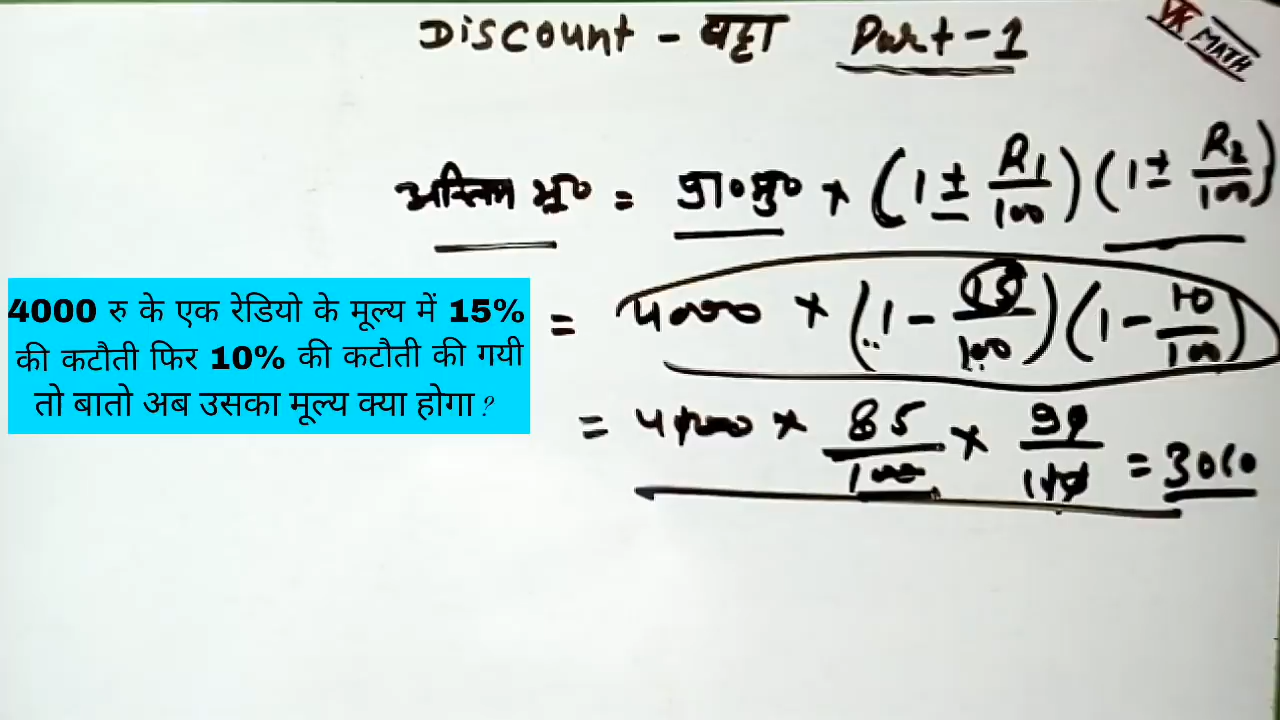 Discount - बट्टा Part-1
VK MATH
अन्तिम मू० = प्रा०मु० × (1 ± R1/100) (1 ± R2/100)
4000 रु के एक रेडियो के मूल्य में 15%
की कटौती फिर 10% की कटौती की गयी
तो बातो अब उसका मूल्य क्या होगा ?
= 4000 × (1 - 15/100) (1 - 10/100)
= 4000 × 85/100 × 90/100 = 3060